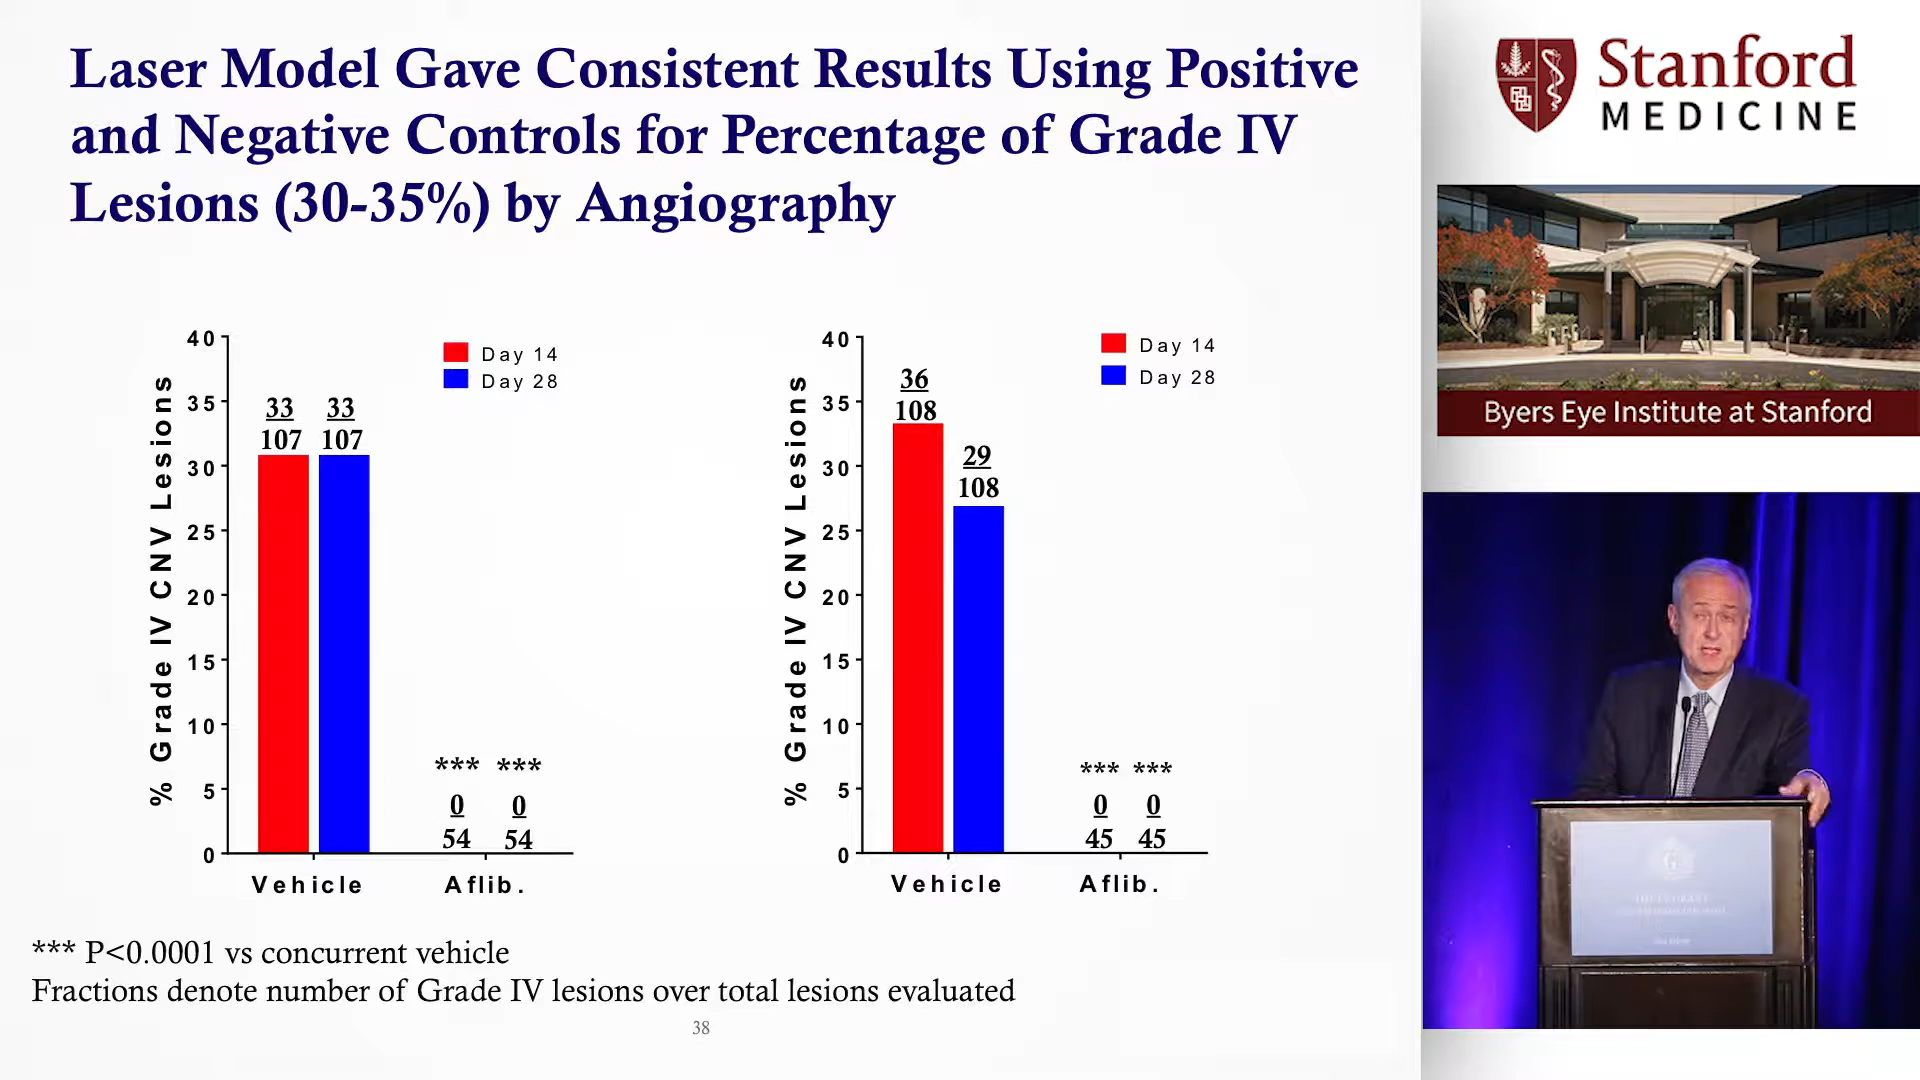 Laser Model Gave Consistent Results Using Positive
and Negative Controls for Percentage of Grade IV
Lesions (30-35%) by Angiography
% Grade IV CNV Lesions
40
35
30
25
20
15
10
5
0
Day 14
Day 28
33
107
33
107
***
0
54
***
0
54
Vehicle
Aflib.
% Grade IV CNV Lesions
40
35
30
25
20
15
10
5
0
Day 14
Day 28
36
108
29
108
***
0
45
***
0
45
Vehicle
Aflib.
*** P<0.0001 vs concurrent vehicle
Fractions denote number of Grade IV lesions over total lesions evaluated
38
Stanford
MEDICINE
Byers Eye Institute at Stanford